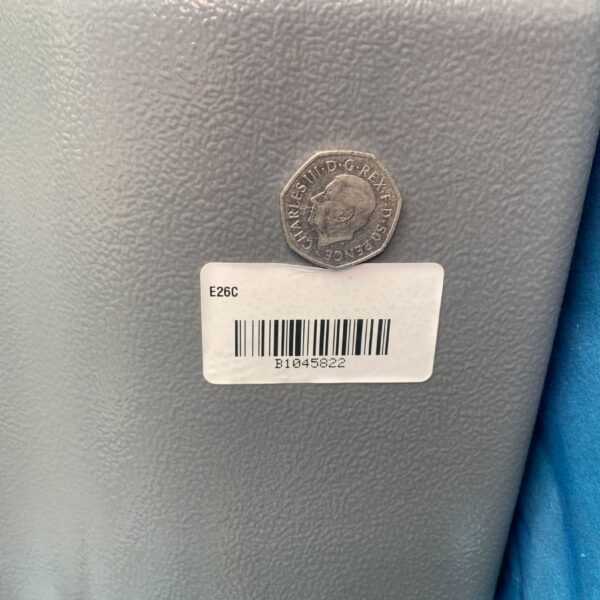 CHARLES III · D · G · REX · F · D · 50 PENCE
E26C
B1045822